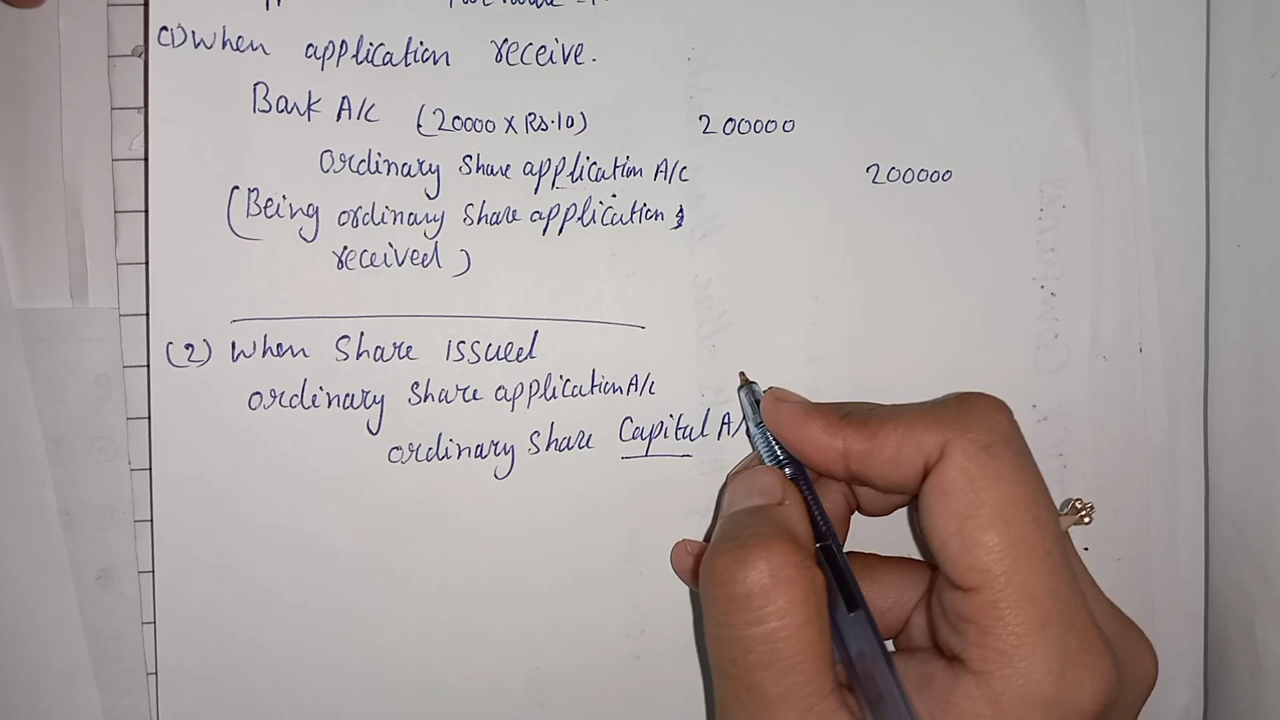 (1) When application receive.
Bank A/C (20000 X Rs.10) 200000
ordinary share application A/C 200000
(Being ordinary share application
received)
(2) When Share issued
ordinary share application A/C
ordinary share Capital